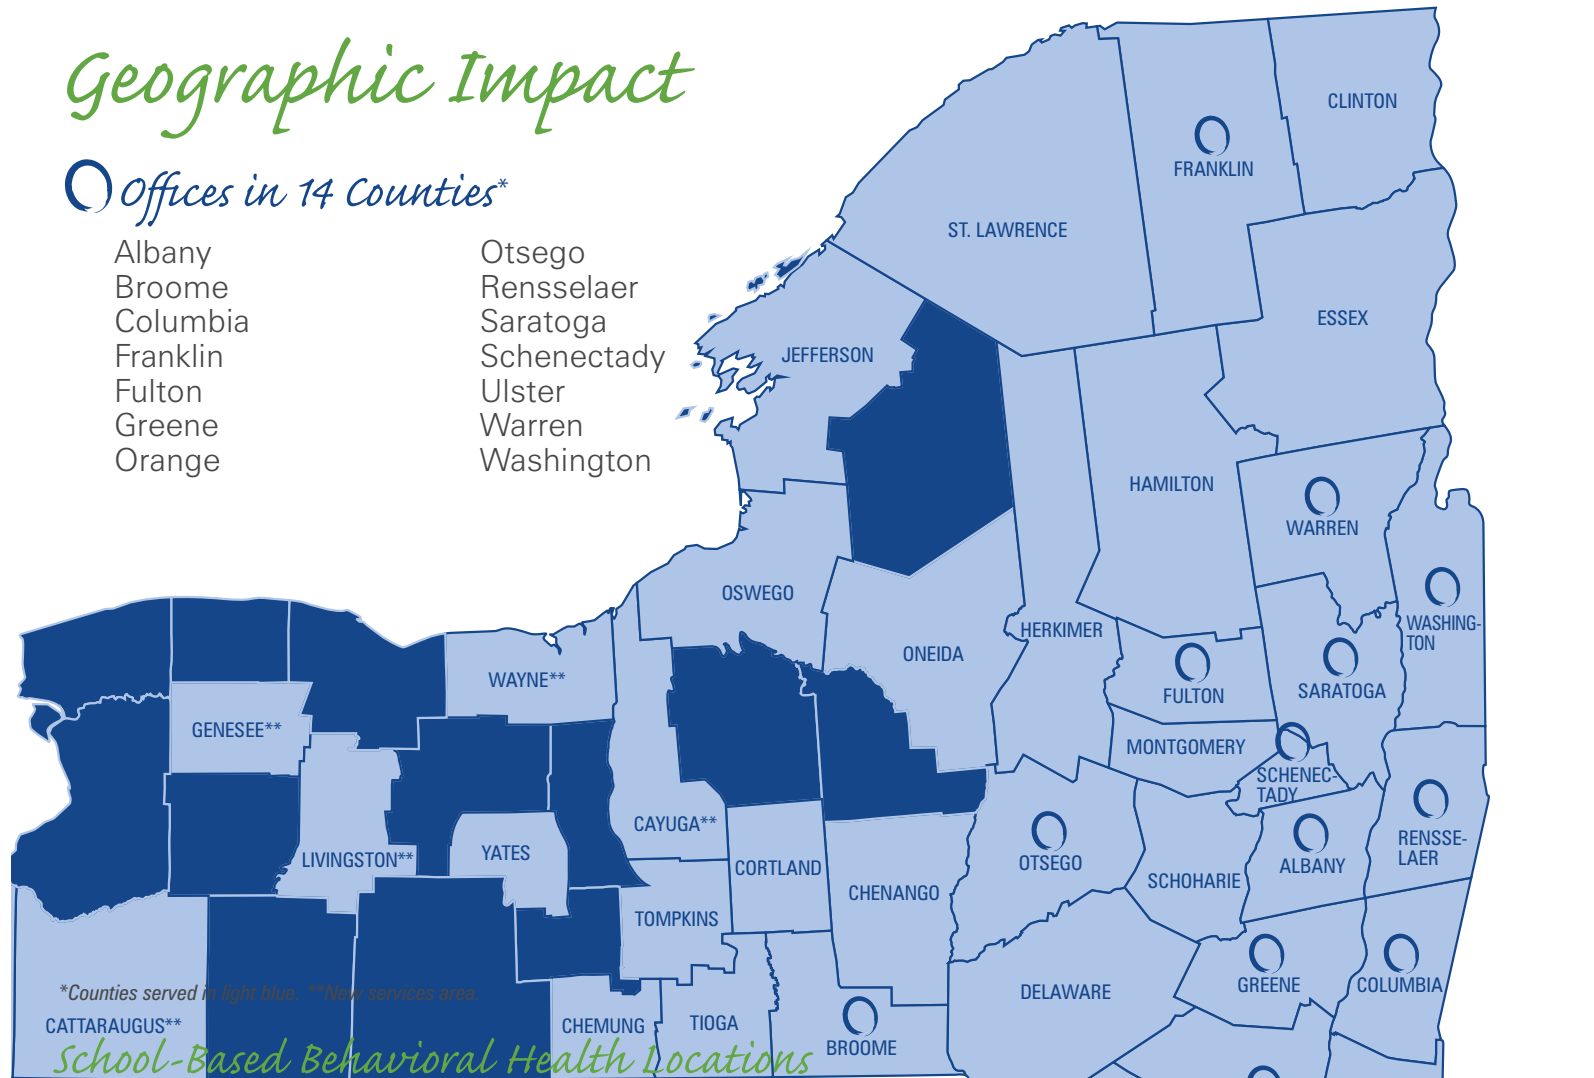 Geographic Impact
Offices in 14 Counties*
Albany
Broome
Columbia
Franklin
Fulton
Greene
Orange
Otsego
Rensselaer
Saratoga
Schenectady
Ulster
Warren
Washington
CLINTON
FRANKLIN
ST. LAWRENCE
ESSEX
JEFFERSON
HAMILTON
WARREN
OSWEGO
WASHING-
TON
HERKIMER
ONEIDA
WAYNE**
SARATOGA
FULTON
GENESEE**
MONTGOMERY
SCHENEC-
TADY
CAYUGA**
RENSSE-
LAER
YATES
LIVINGSTON**
OTSEGO
ALBANY
CORTLAND
SCHOHARIE
CHENANGO
TOMPKINS
GREENE
COLUMBIA
DELAWARE
*Counties served in light blue. **New services area.
CATTARAUGUS**
CHEMUNG
TIOGA
BROOME
School-Based Behavioral Health Locations